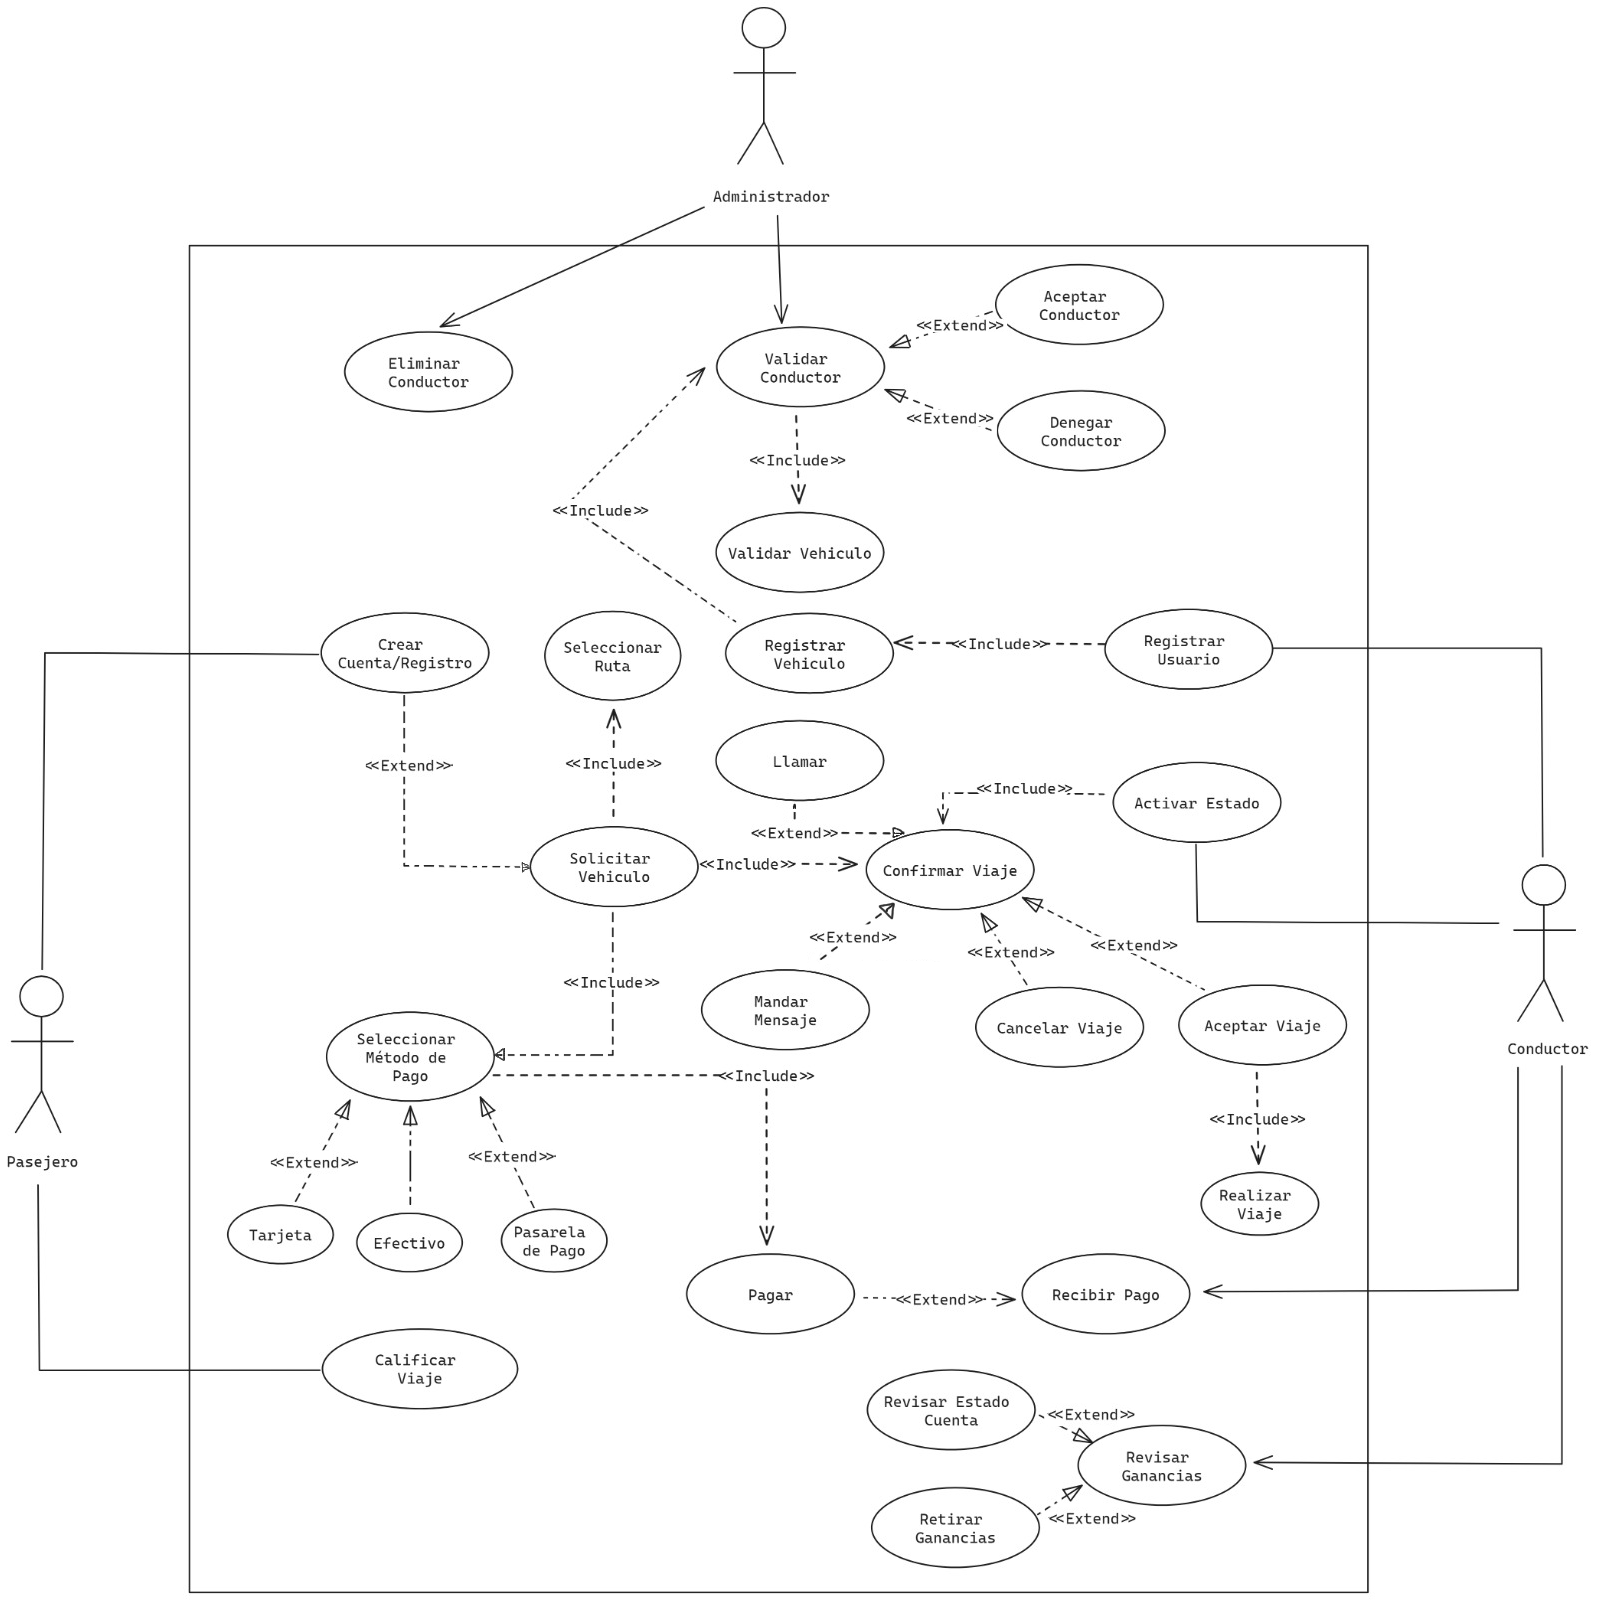 Administrador
Aceptar
Conductor
<<Extend>>
Eliminar
Conductor
Validar
Conductor
<<Extend>>
Denegar
Conductor
<<Include>>
<<Include>>
Validar Vehiculo
Crear
Cuenta/Registro
Seleccionar
Ruta
Registrar
Vehiculo
<<Include>>
Registrar
Usuario
<<Extend>>
<<Include>>
Llamar
<<Include>>
Activar Estado
<<Extend>>
Solicitar
Vehiculo
<<Include>>
Confirmar Viaje
<<Extend>>
<<Extend>>
<<Extend>>
<<Include>>
Mandar
Mensaje
Cancelar Viaje
Aceptar Viaje
Conductor
Seleccionar
Método de
Pago
<<Include>>
<<Include>>
Pasejero
<<Extend>>
<<Extend>>
Realizar
Viaje
Tarjeta
Efectivo
Pasarela
de Pago
Pagar
<<Extend>>
Recibir Pago
Calificar
Viaje
Revisar Estado
Cuenta
<<Extend>>
Revisar
Ganancias
Retirar
Ganancias
<<Extend>>